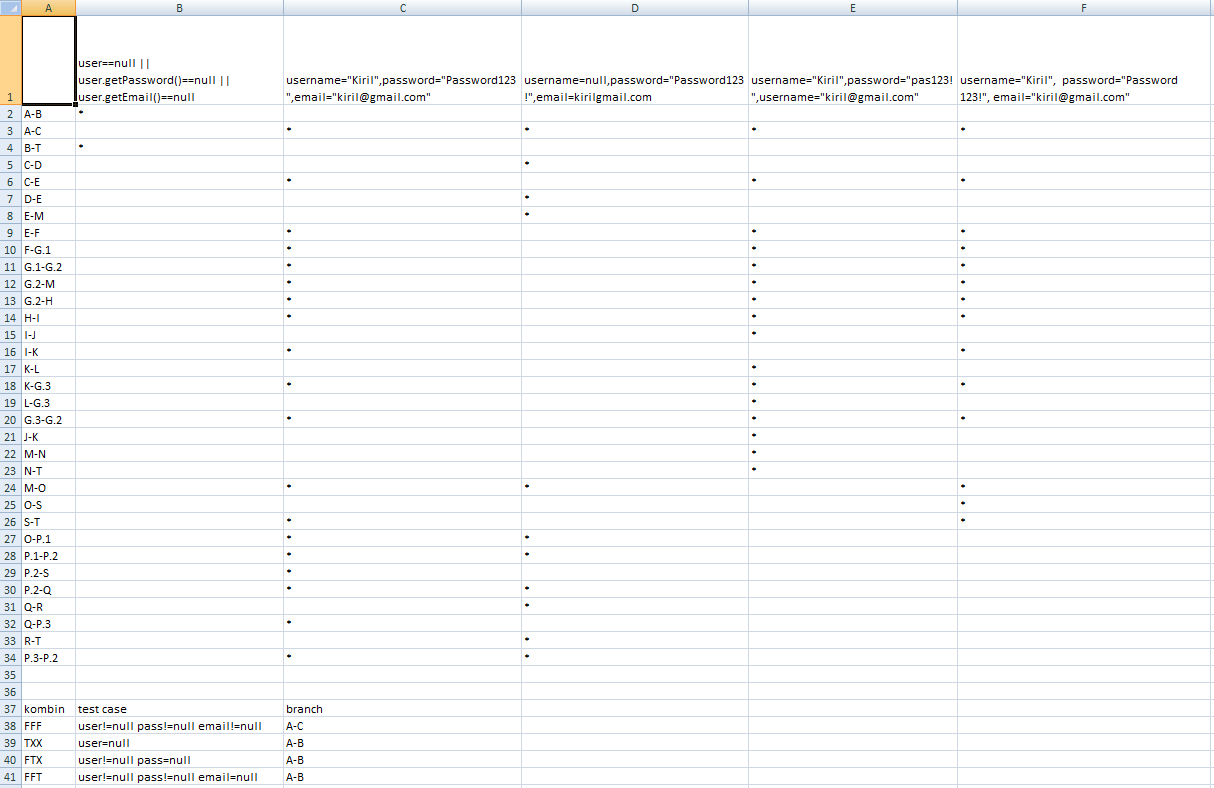 A B C D E F
1 user==null || user.getPassword()==null || user.getEmail()==null username="Kiril",password="Password123 ",email="kiril@gmail.com" username=null,password="Password123 !",email=kirilgmail.com username="Kiril",password="pas123! ",username="kiril@gmail.com" username="Kiril", password="Password 123!", email="kiril@gmail.com"
2 A-B *
3 A-C * * * *
4 B-T *
5 C-D *
6 C-E * * *
7 D-E *
8 E-M *
9 E-F * * *
10 F-G.1 * * *
11 G.1-G.2 * * *
12 G.2-M * * *
13 G.2-H * * *
14 H-I * * *
15 I-J *
16 I-K * *
17 K-L *
18 K-G.3 * * *
19 L-G.3 *
20 G.3-G.2 * * *
21 J-K *
22 M-N *
23 N-T *
24 M-O * * *
25 O-S *
26 S-T * *
27 O-P.1 * *
28 P.1-P.2 * *
29 P.2-S *
30 P.2-Q * *
31 Q-R *
32 Q-P.3 *
33 R-T *
34 P.3-P.2 * *
35
36
37 kombin test case branch
38 FFF user!=null pass!=null email!=null A-C
39 TXX user=null A-B
40 FTX user!=null pass=null A-B
41 FFT user!=null pass!=null email=null A-B